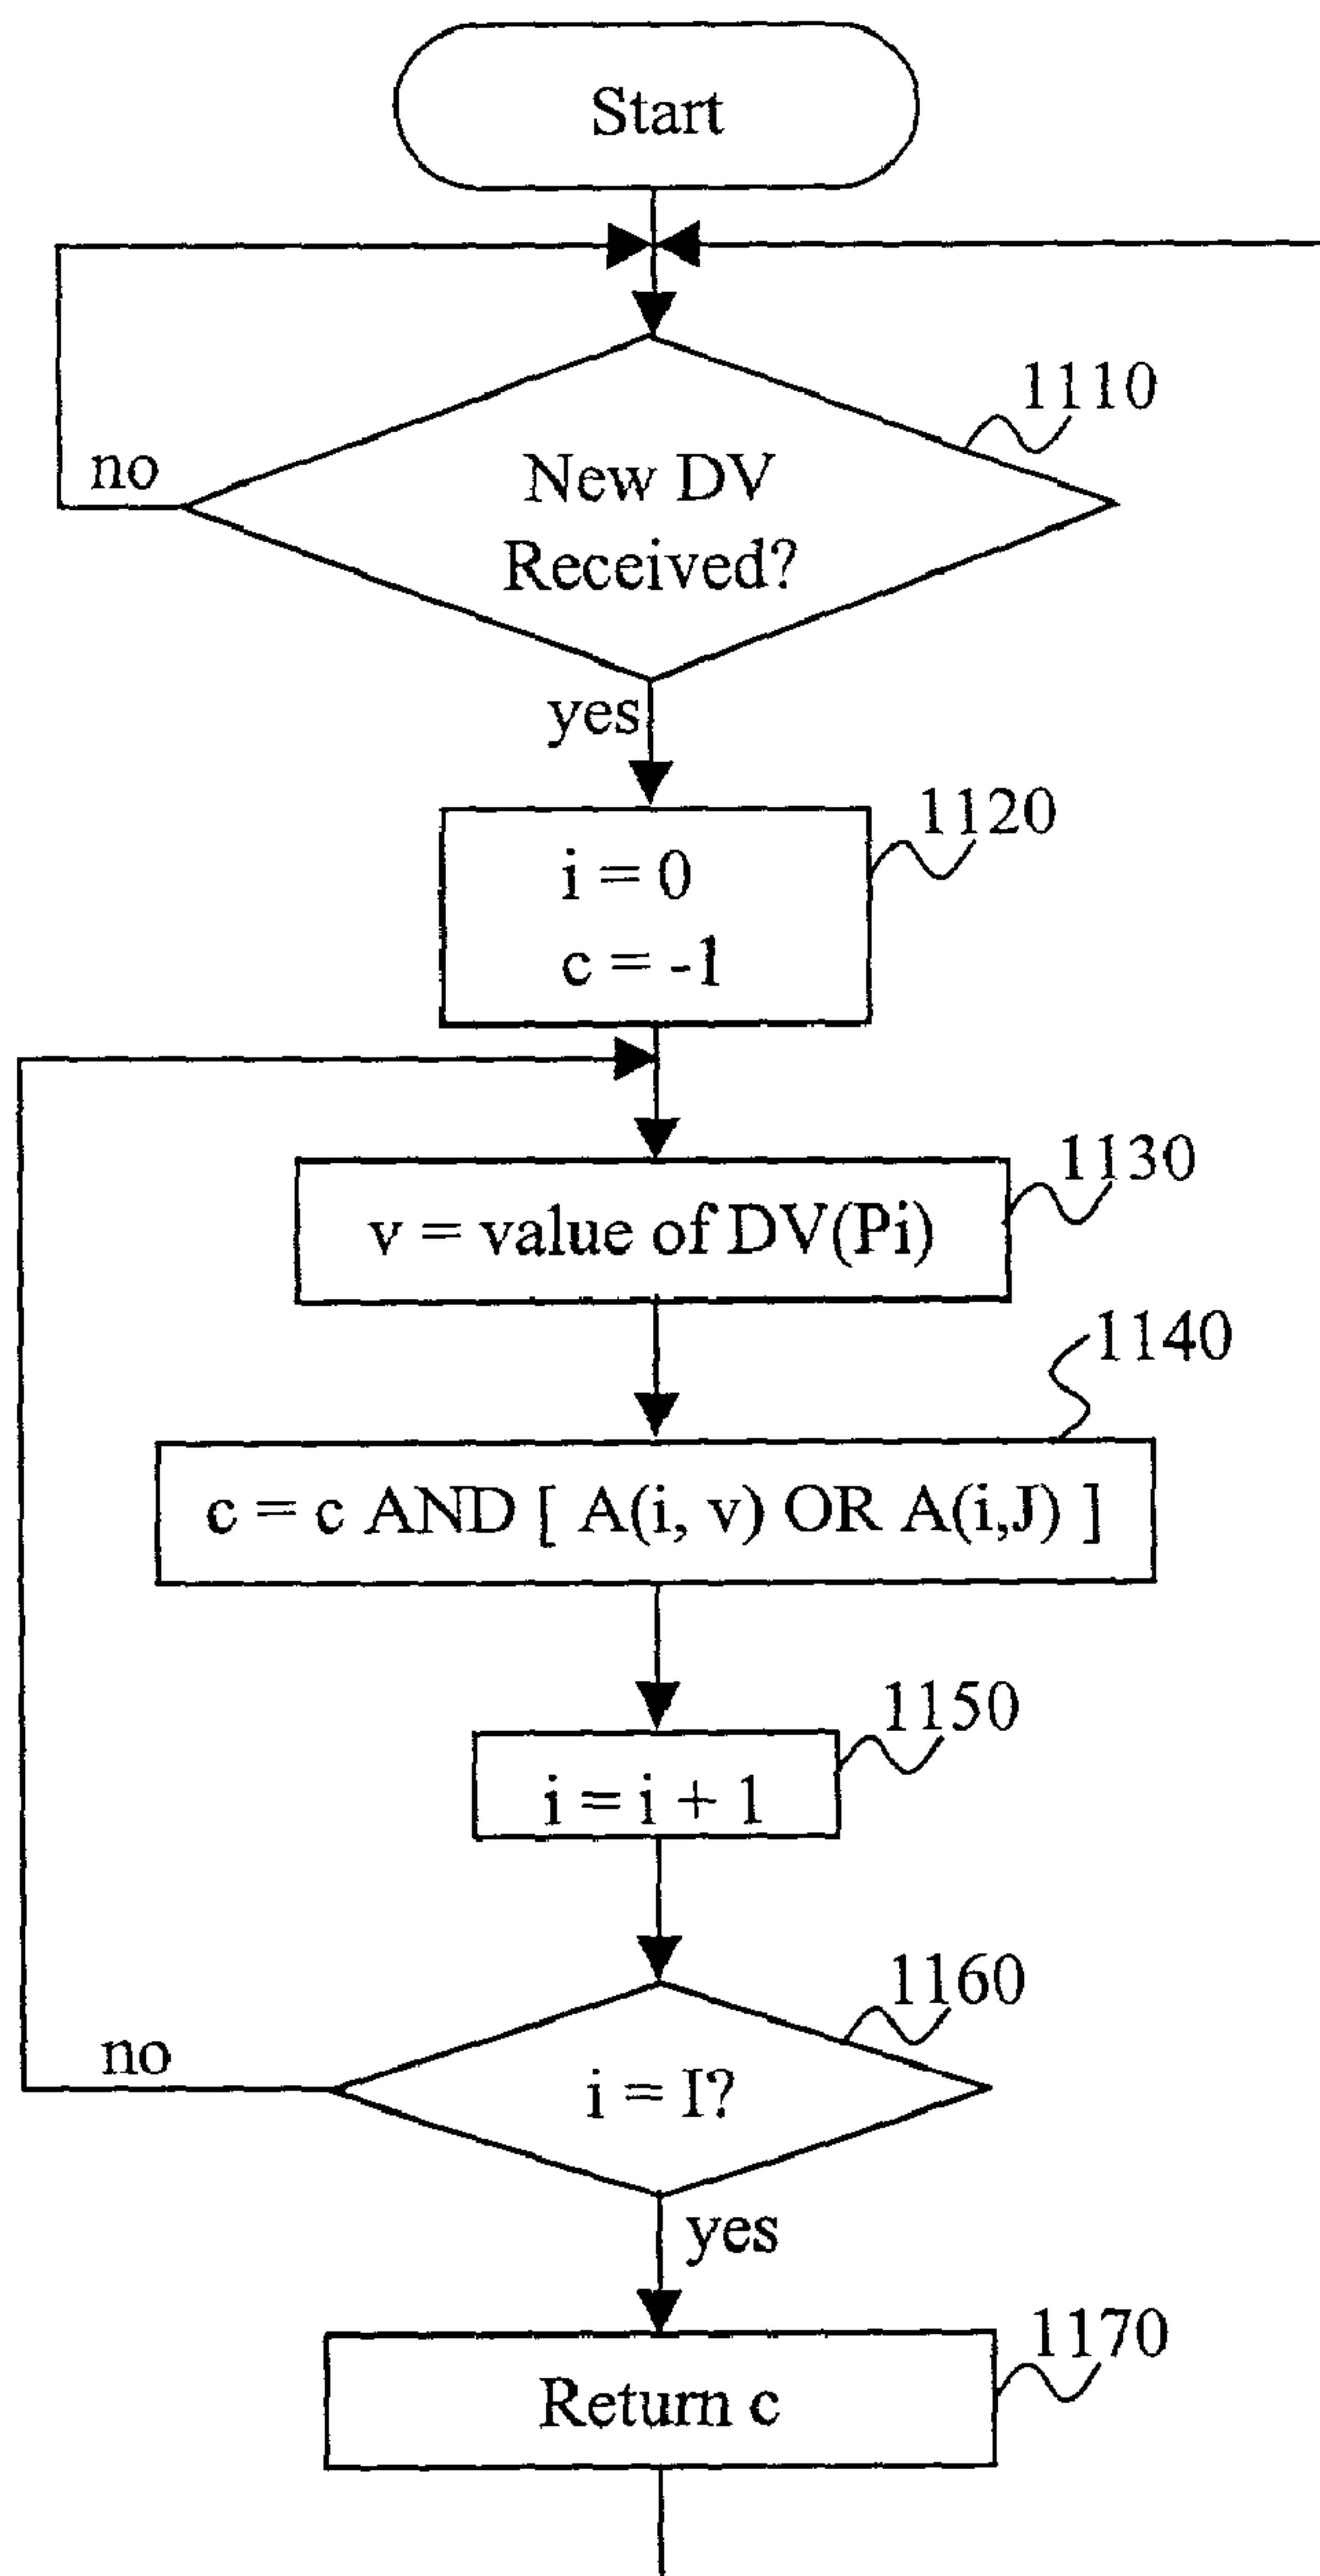 Start
1110
no
New DV
Received?
yes
1120
i = 0
c = -1
1130
v = value of DV(Pi)
1140
c = c AND [ A(i, v) OR A(i,J) ]
1150
i = i + 1
1160
no
i = I?
yes
1170
Return c